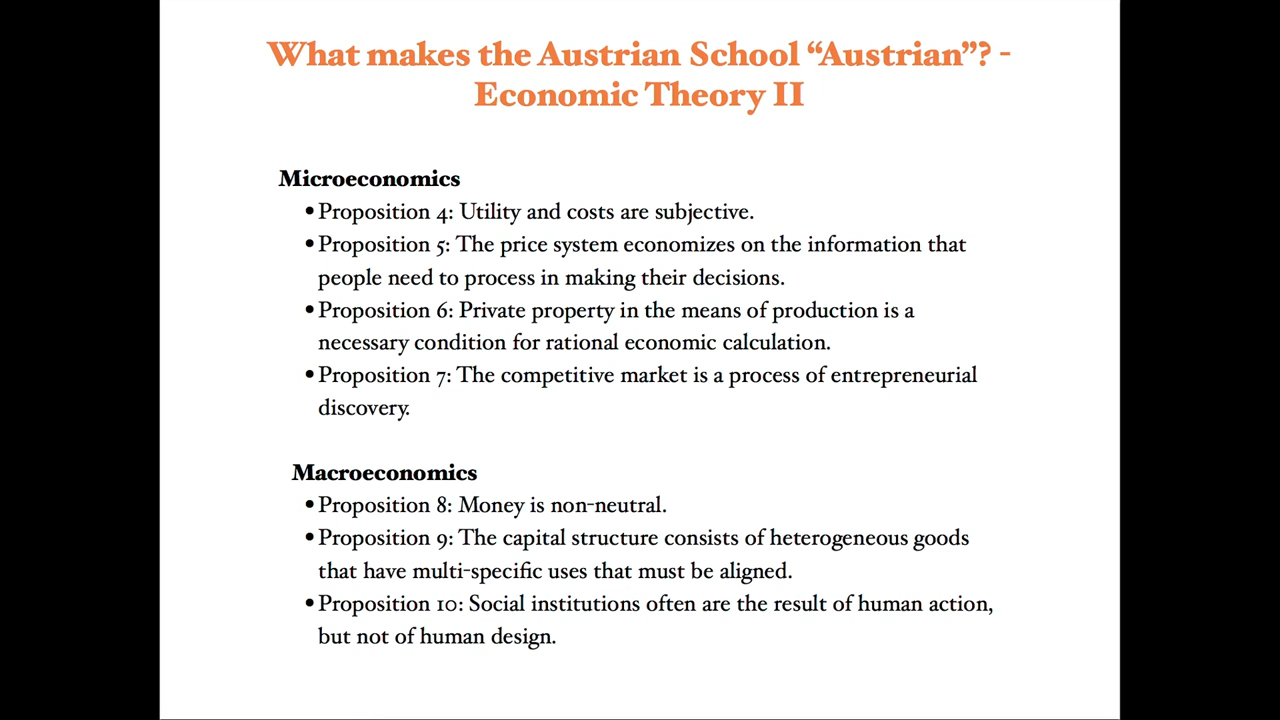 What makes the Austrian School “Austrian”? -
Economic Theory II
Microeconomics
•Proposition 4: Utility and costs are subjective.
•Proposition 5: The price system economizes on the information that
people need to process in making their decisions.
•Proposition 6: Private property in the means of production is a
necessary condition for rational economic calculation.
•Proposition 7: The competitive market is a process of entrepreneurial
discovery.
Macroeconomics
•Proposition 8: Money is non-neutral.
•Proposition 9: The capital structure consists of heterogeneous goods
that have multi-specific uses that must be aligned.
•Proposition 10: Social institutions often are the result of human action,
but not of human design.